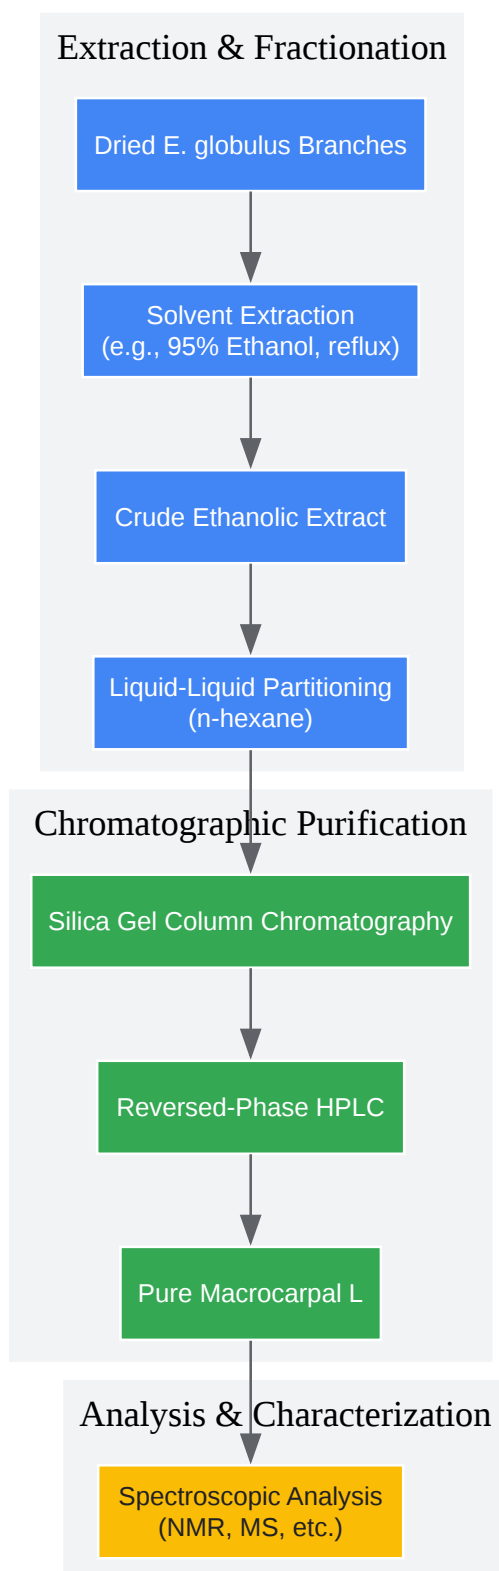 Extraction & Fractionation
Dried E. globulus Branches
Solvent Extraction
(e.g., 95% Ethanol, reflux)
Crude Ethanolic Extract
Liquid-Liquid Partitioning
(n-hexane)
Chromatographic Purification
Silica Gel Column Chromatography
Reversed-Phase HPLC
Pure Macrocarpal L
Analysis & Characterization
Spectroscopic Analysis
(NMR, MS, etc.)